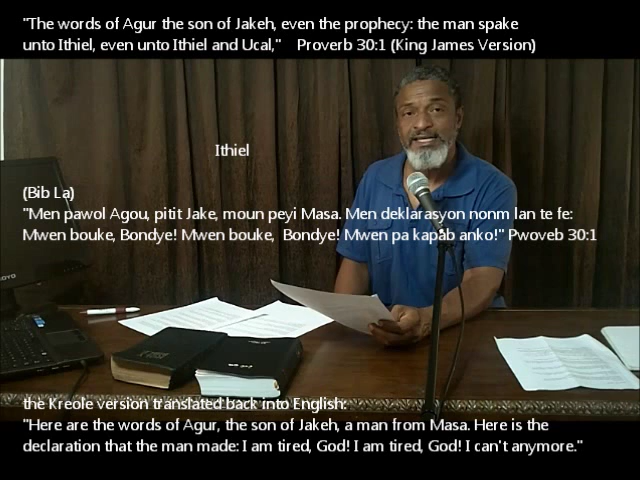 "The words of Agur the son of Jakeh, even the prophecy: the man spake
unto Ithiel, even unto Ithiel and Ucal,"    Proverb 30:1 (King James Version)
Ithiel
(Bib La)
"Men pawol Agou, pitit Jake, moun peyi Masa. Men deklarasyon nonm lan te fe:
Mwen bouke, Bondye! Mwen bouke,  Bondye! Mwen pa kapab anko!" Pwoveb 30:1
the Kreole version translated back into English:
"Here are the words of Agur, the son of Jakeh, a man from Masa. Here is the
declaration that the man made: I am tired, God! I am tired, God! I can't anymore."